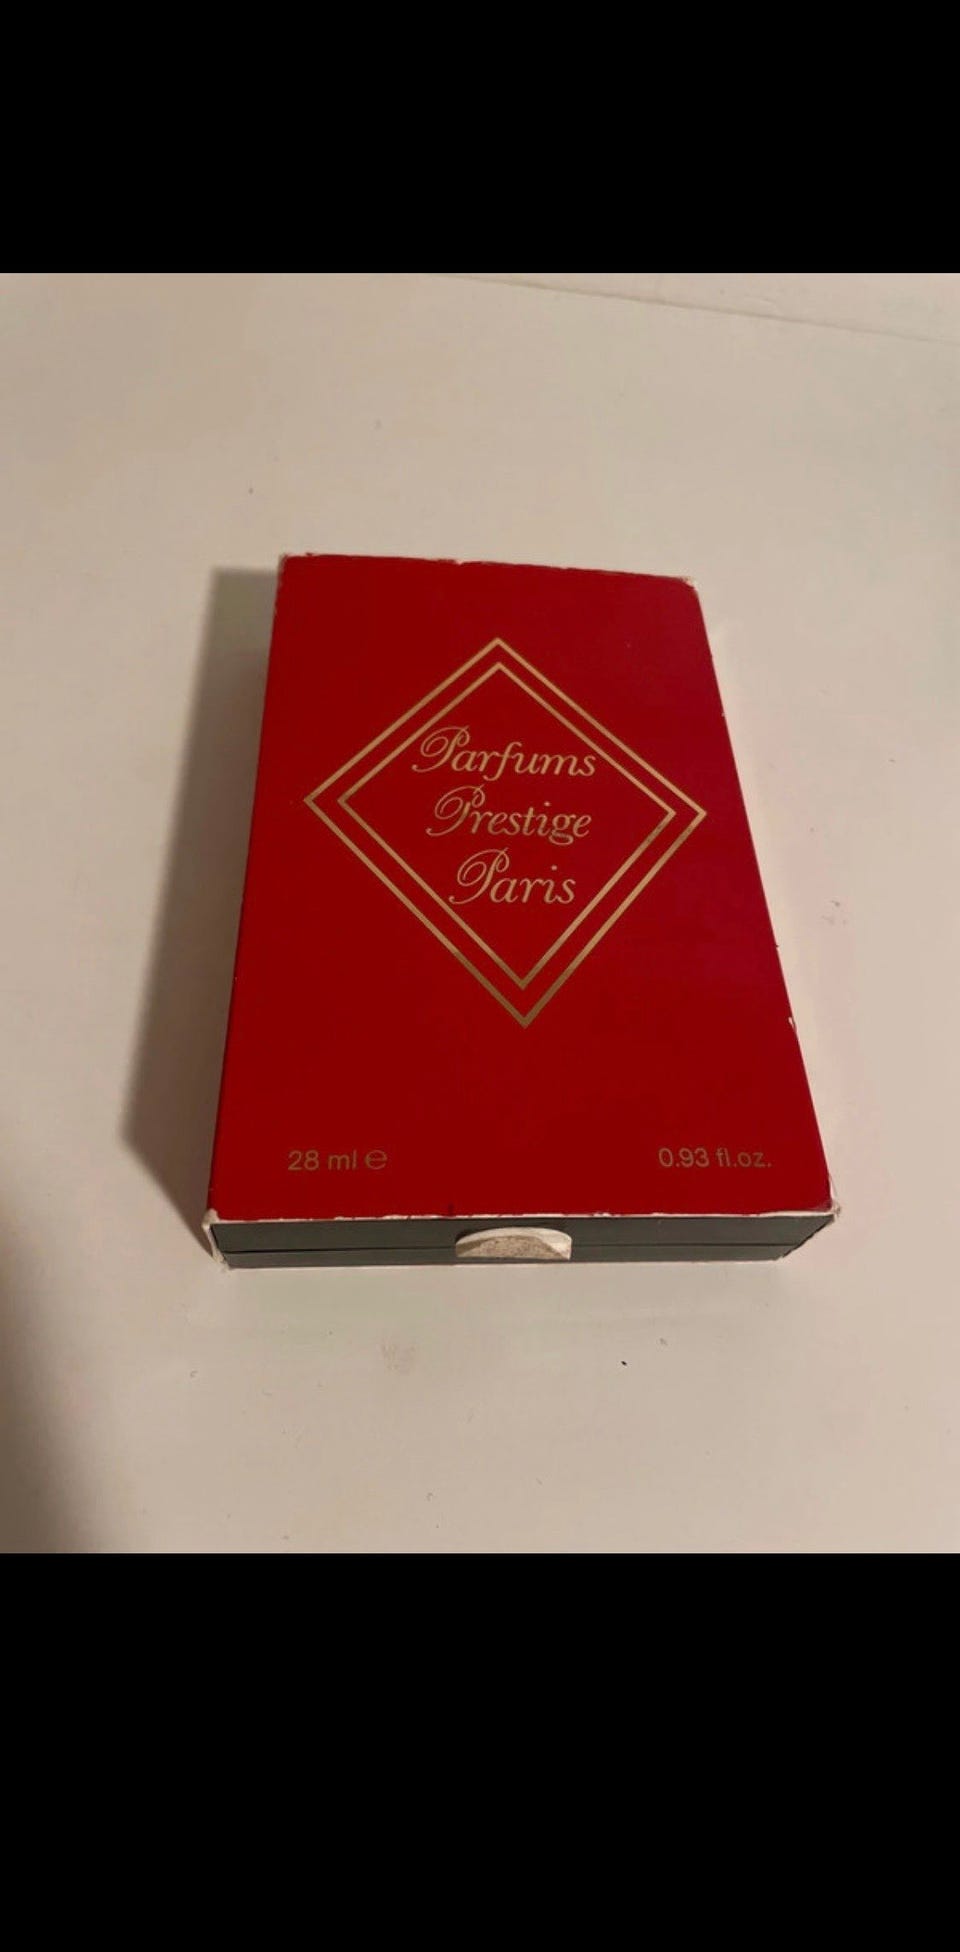 Parfums
Prestige
Paris
28 ml ℮
0.93 fl.oz.